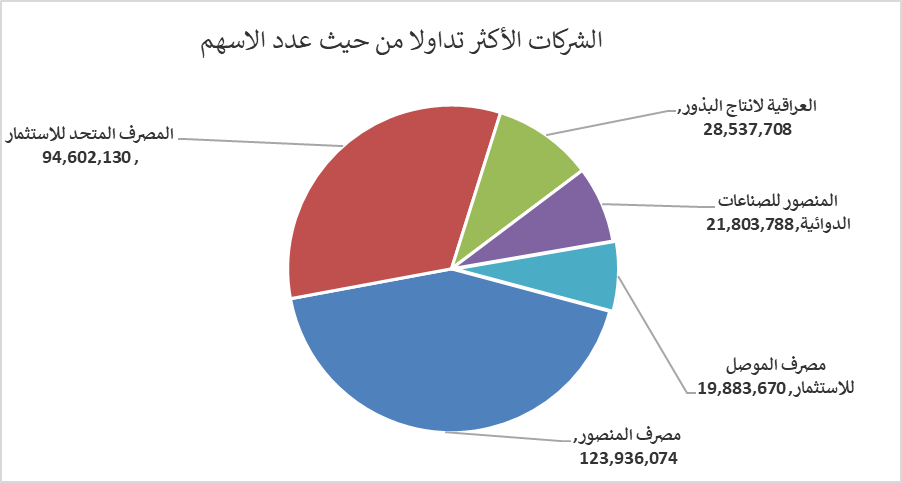 الشركات الأكثر تداولا من حيث عدد الاسهم
العراقية لانتاج البذور,
28,537,708
المصرف المتحد للاستثمار
, 94,602,130
المنصور للصناعات
الدوائية, 21,803,788
مصرف الموصل
للاستثمار, 19,883,670
مصرف المنصور,
123,936,074